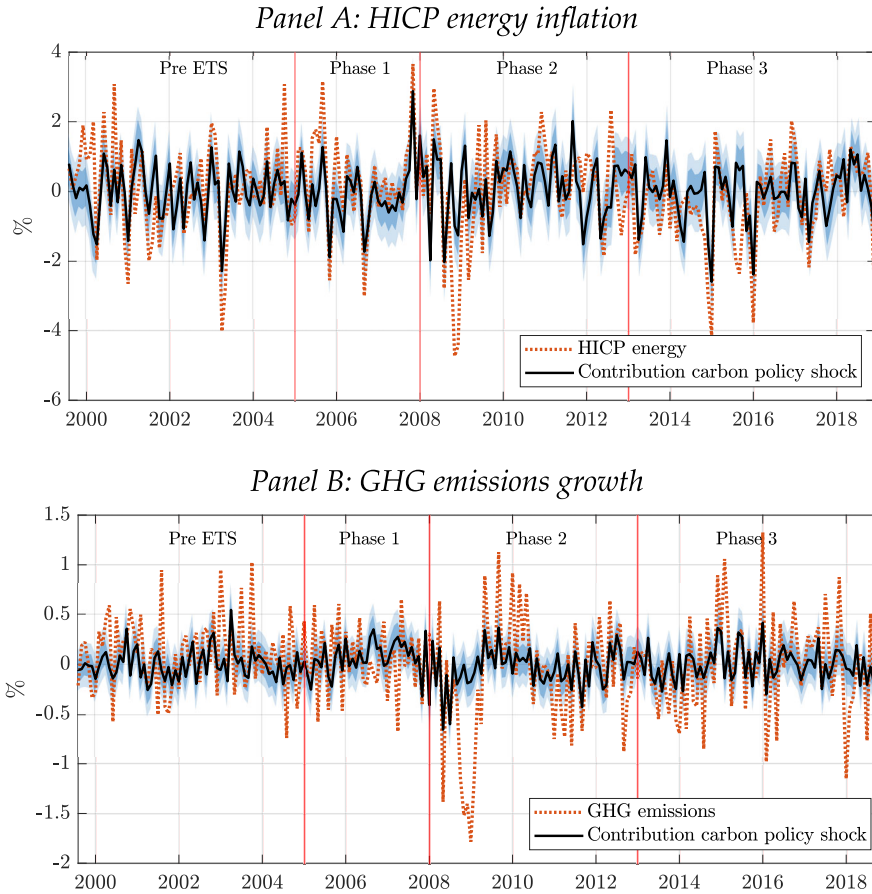 Panel A: HICP energy inflation
4
Pre ETS Phase 1 Phase 2 Phase 3
2
0
%
-2
-4
HICP energy
Contribution carbon policy shock
-6
2000 2002 2004 2006 2008 2010 2012 2014 2016 2018
Panel B: GHG emissions growth
1.5
Pre ETS Phase 1 Phase 2 Phase 3
1
0.5
0
%
-0.5
-1
-1.5
GHG emissions
Contribution carbon policy shock
-2
2000 2002 2004 2006 2008 2010 2012 2014 2016 2018